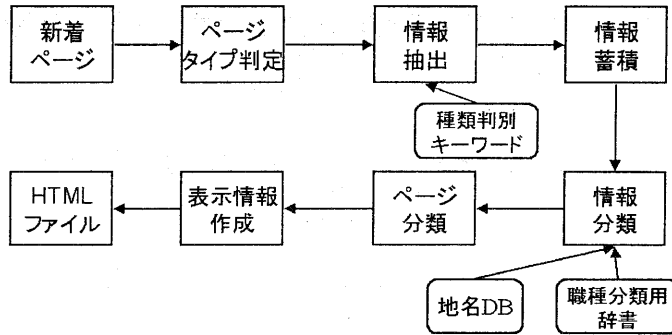 新着
ページ
ページ
タイプ判定
情報
抽出
情報
蓄積
種類判別
キーワード
HTML
ファイル
表示情報
作成
ページ
分類
情報
分類
地名DB
職種分類用
辞書